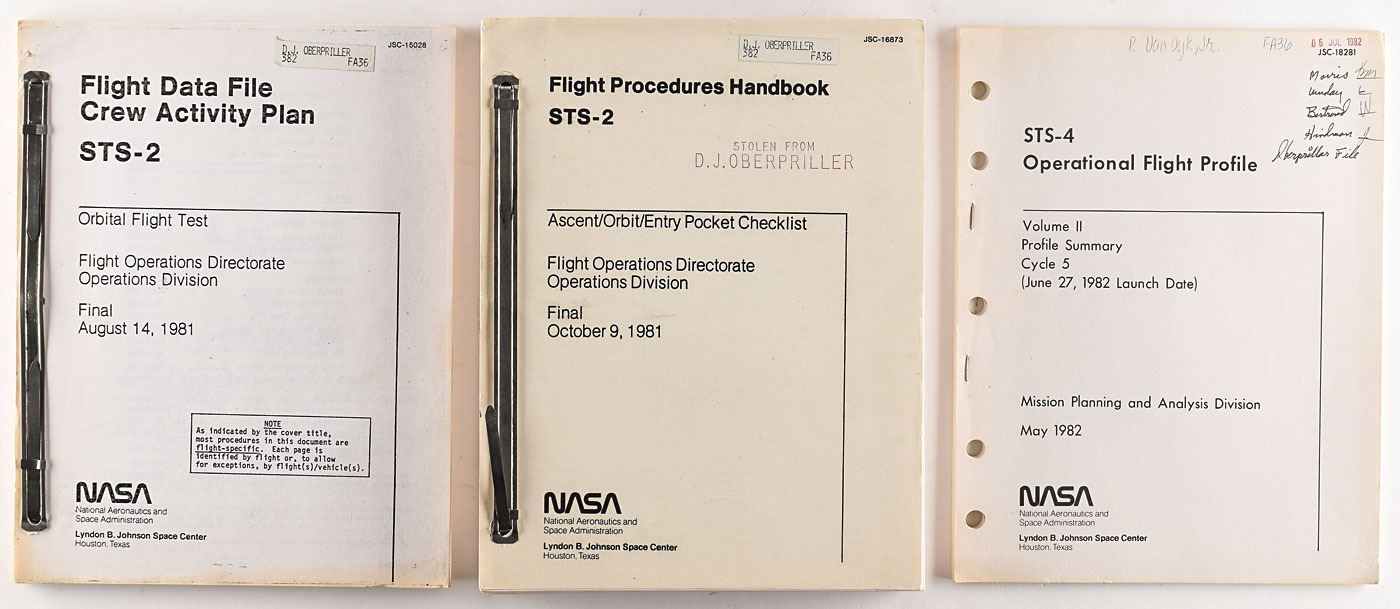 D.J. OBERPRILLER
382 FA36
JSC-15028
Flight Data File
Crew Activity Plan
STS-2
Orbital Flight Test
Flight Operations Directorate
Operations Division
Final
August 14, 1981
NOTE
As indicated by the cover title,
most procedures in this document are
flight-specific. Each page is
identified by flight or, to allow
for exceptions, by flight(s)/vehicle(s).
NASA
National Aeronautics and
Space Administration
Lyndon B. Johnson Space Center
Houston, Texas
D.J. OBERPRILLER
382 FA36
JSC-16873
Flight Procedures Handbook
STS-2
STOLEN FROM
D.J.OBERPRILLER
Ascent/Orbit/Entry Pocket Checklist
Flight Operations Directorate
Operations Division
Final
October 9, 1981
NASA
National Aeronautics and
Space Administration
Lyndon B. Johnson Space Center
Houston, Texas
R. Van Dyk, Jr. FA36
06 JUL 1982
JSC-18281
Morris
Lunday
Bertrand
Hindman
Oberpriller File
STS-4
Operational Flight Profile
Volume II
Profile Summary
Cycle 5
(June 27, 1982 Launch Date)
Mission Planning and Analysis Division
May 1982
NASA
National Aeronautics and
Space Administration
Lyndon B. Johnson Space Center
Houston, Texas